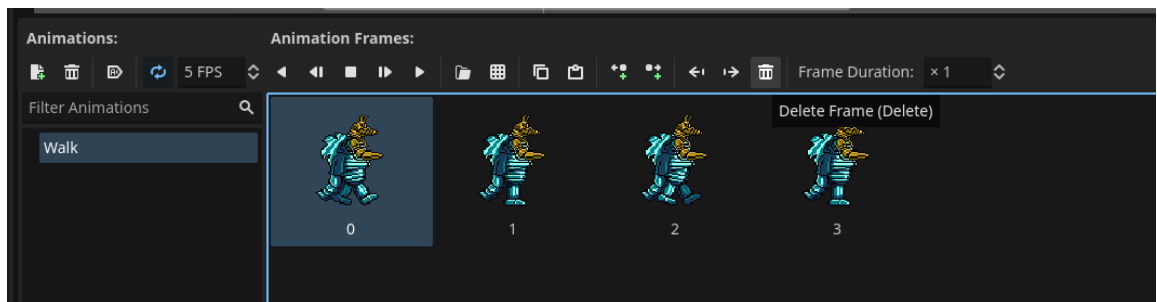 Animations:
Animation Frames:
5 FPS
Frame Duration:
× 1
Filter Animations
Delete Frame (Delete)
Walk
0
1
2
3